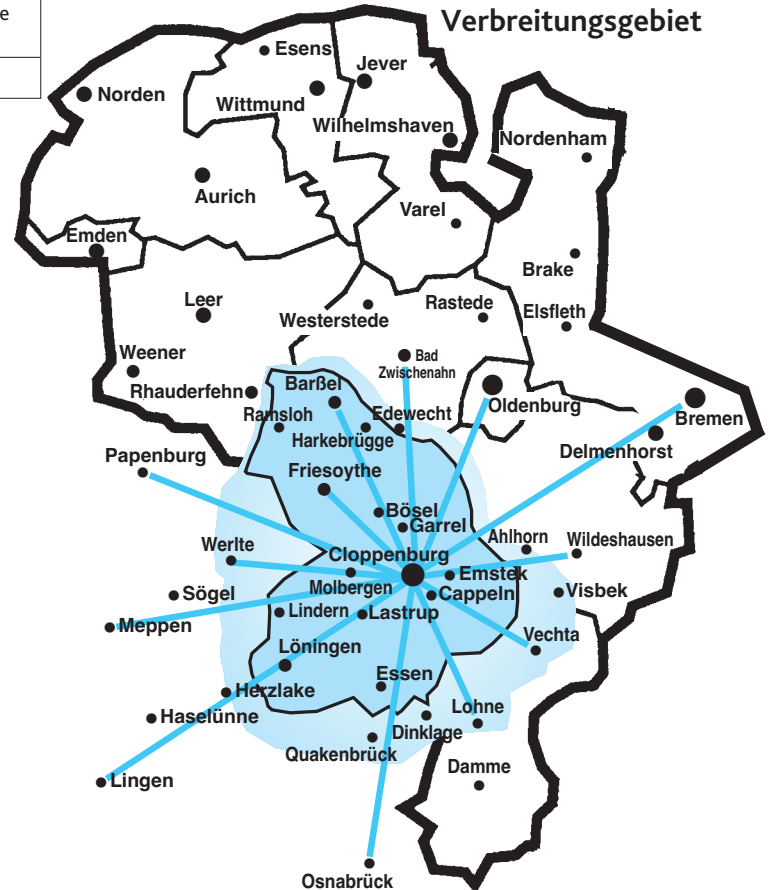 e
Verbreitungsgebiet
Esens
Jever
Norden
Wittmund
Wilhelmshaven
Nordenham
Aurich
Varel
Emden
Brake
Leer
Rastede
Westerstede
Elsfleth
Weener
Bad
Zwischenahn
Rhauderfehn
Barßel
Oldenburg
Ramsloh
Edewecht
Bremen
Harkebrügge
Delmenhorst
Papenburg
Friesoythe
Bösel
Garrel
Ahlhorn
Wildeshausen
Werlte
Cloppenburg
Emstek
Molbergen
Sögel
Cappeln
Visbek
Lindern
Lastrup
Meppen
Vechta
Löningen
Essen
Herzlake
Lohne
Haselünne
Dinklage
Quakenbrück
Damme
Lingen
Osnabrück